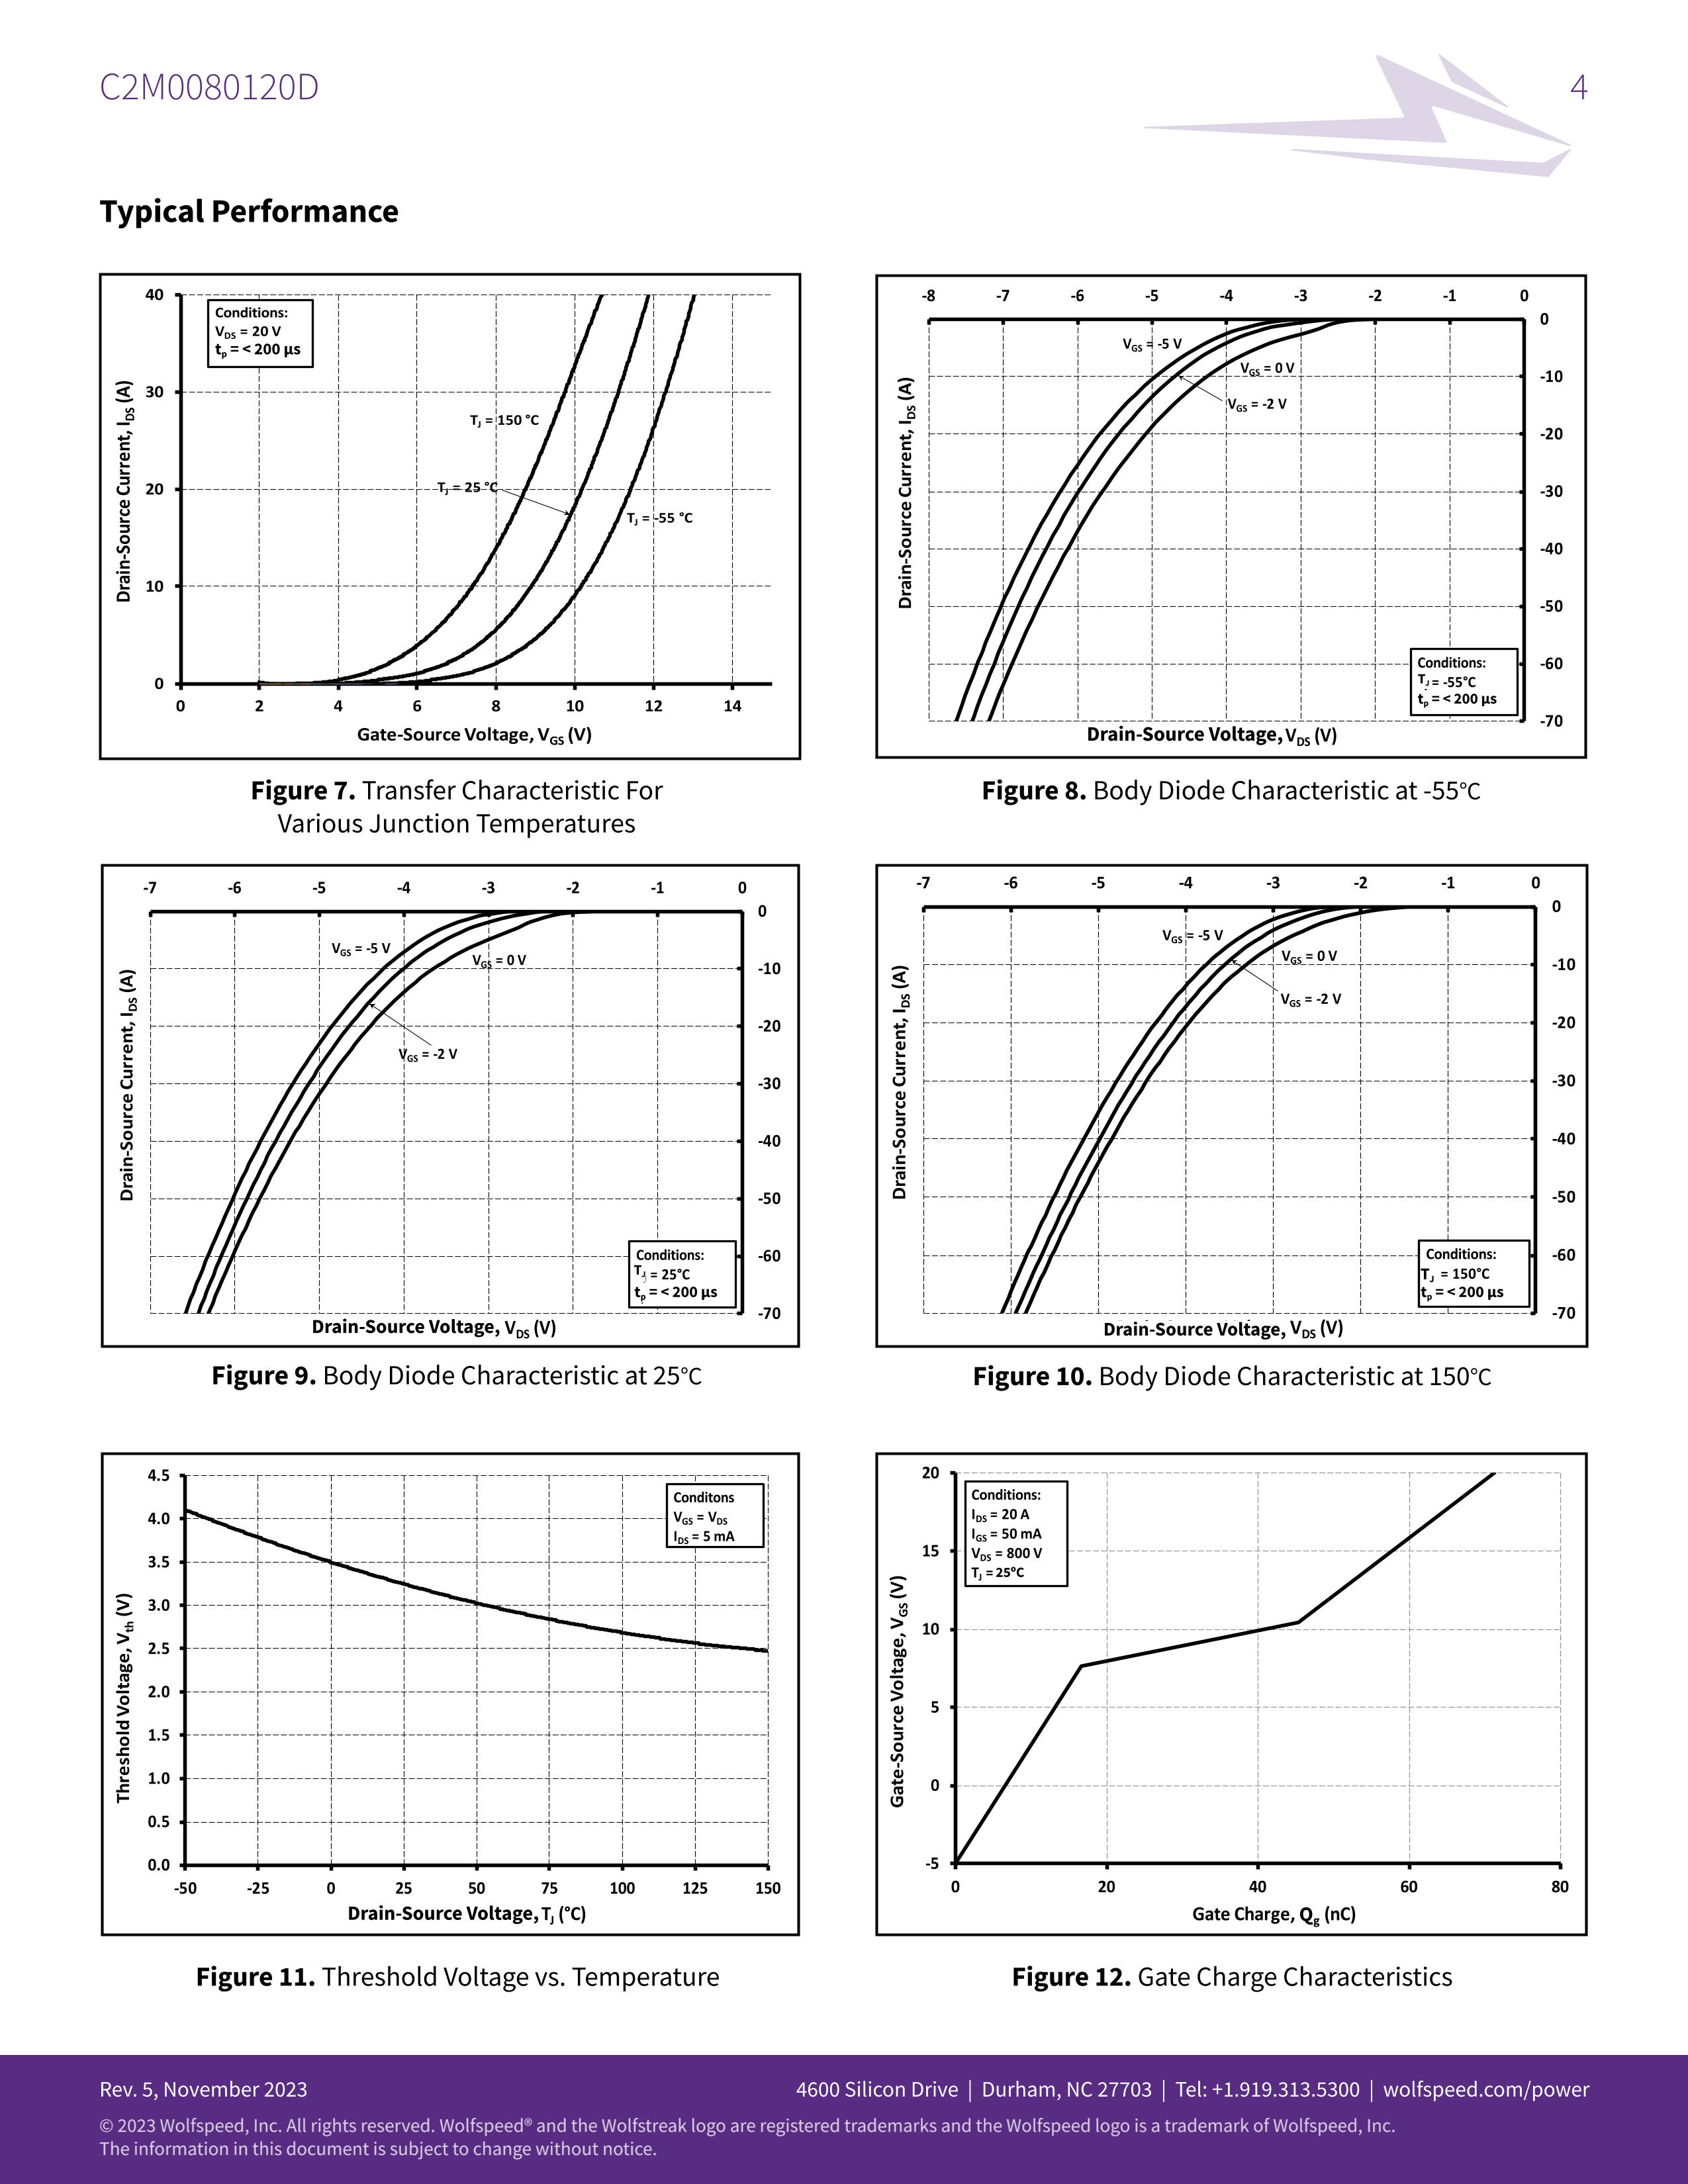 C2M0080120D
4
Typical Performance
40
30
20
10
0
0 2 4 6 8 10 12 14
Drain-Source Current, IDS (A)
Gate-Source Voltage, VGS (V)
Conditions:
VDS = 20 V
tp = < 200 µs
TJ = 150 °C
TJ = 25 °C
TJ = -55 °C
Figure 7. Transfer Characteristic For
Various Junction Temperatures
-8 -7 -6 -5 -4 -3 -2 -1 0
0
-10
-20
-30
-40
-50
-60
-70
Drain-Source Current, IDS (A)
Drain-Source Voltage, VDS (V)
VGS = -5 V
VGS = 0 V
VGS = -2 V
Conditions:
TJ = -55°C
tp = < 200 µs
Figure 8. Body Diode Characteristic at -55°C
-7 -6 -5 -4 -3 -2 -1 0
0
-10
-20
-30
-40
-50
-60
-70
Drain-Source Current, IDS (A)
Drain-Source Voltage, VDS (V)
VGS = -5 V
VGS = 0 V
VGS = -2 V
Conditions:
TJ = 25°C
tp = < 200 µs
Figure 9. Body Diode Characteristic at 25°C
-7 -6 -5 -4 -3 -2 -1 0
0
-10
-20
-30
-40
-50
-60
-70
Drain-Source Current, IDS (A)
Drain-Source Voltage, VDS (V)
VGS = -5 V
VGS = 0 V
VGS = -2 V
Conditions:
TJ = 150°C
tp = < 200 µs
Figure 10. Body Diode Characteristic at 150°C
4.5
4.0
3.5
3.0
2.5
2.0
1.5
1.0
0.5
0.0
-50 -25 0 25 50 75 100 125 150
Threshold Voltage, Vth (V)
Drain-Source Voltage, TJ (°C)
Conditons
VGS = VDS
IDS = 5 mA
Figure 11. Threshold Voltage vs. Temperature
20
15
10
5
0
-5
0 20 40 60 80
Gate-Source Voltage, VGS (V)
Gate Charge, Qg (nC)
Conditions:
IDS = 20 A
IGS = 50 mA
VDS = 800 V
TJ = 25°C
Figure 12. Gate Charge Characteristics
Rev. 5, November 2023
4600 Silicon Drive | Durham, NC 27703 | Tel: +1.919.313.5300 | wolfspeed.com/power
© 2023 Wolfspeed, Inc. All rights reserved. Wolfspeed® and the Wolfstreak logo are registered trademarks and the Wolfspeed logo is a trademark of Wolfspeed, Inc.
The information in this document is subject to change without notice.